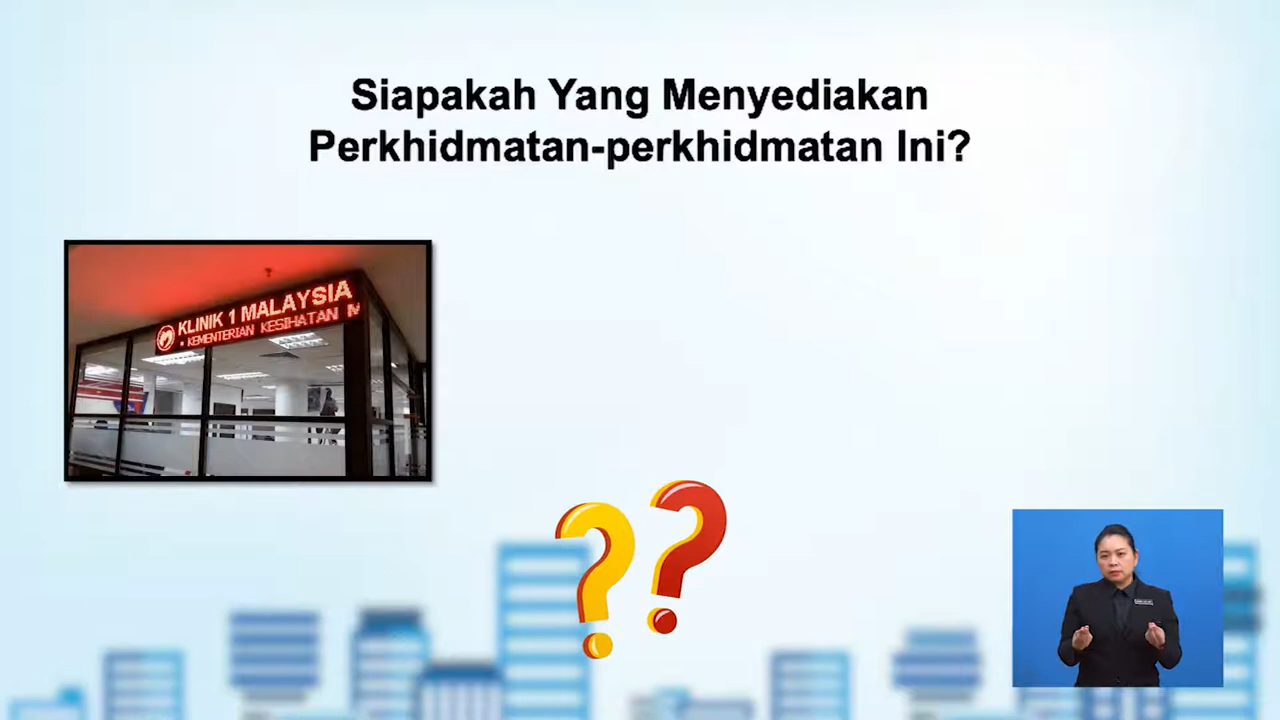 Siapakah Yang Menyediakan
Perkhidmatan-perkhidmatan Ini?
KLINIK 1 MALAYSIA
• KEMENTERIAN KESIHATAN M